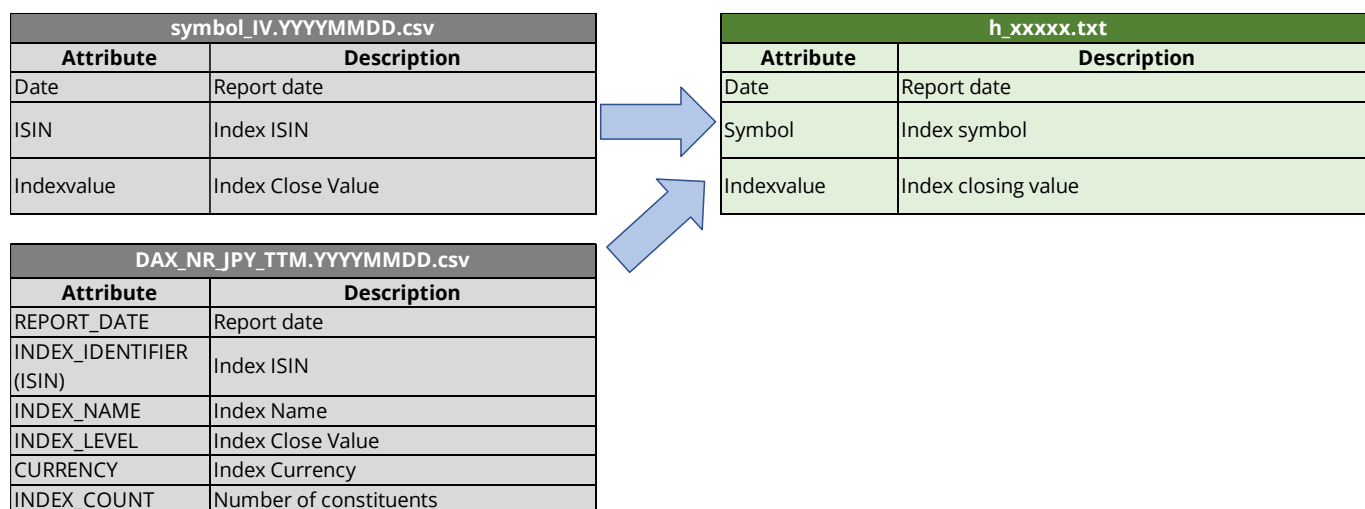 symbol_IV.YYYYMMDD.csv
Attribute Description
Date Report date
ISIN Index ISIN
Indexvalue Index Close Value
h_xxxxx.txt
Attribute Description
Date Report date
Symbol Index symbol
Indexvalue Index closing value
DAX_NR_JPY_TTM.YYYYMMDD.csv
Attribute Description
REPORT_DATE Report date
INDEX_IDENTIFIER
(ISIN) Index ISIN
INDEX_NAME Index Name
INDEX_LEVEL Index Close Value
CURRENCY Index Currency
INDEX_COUNT Number of constituents